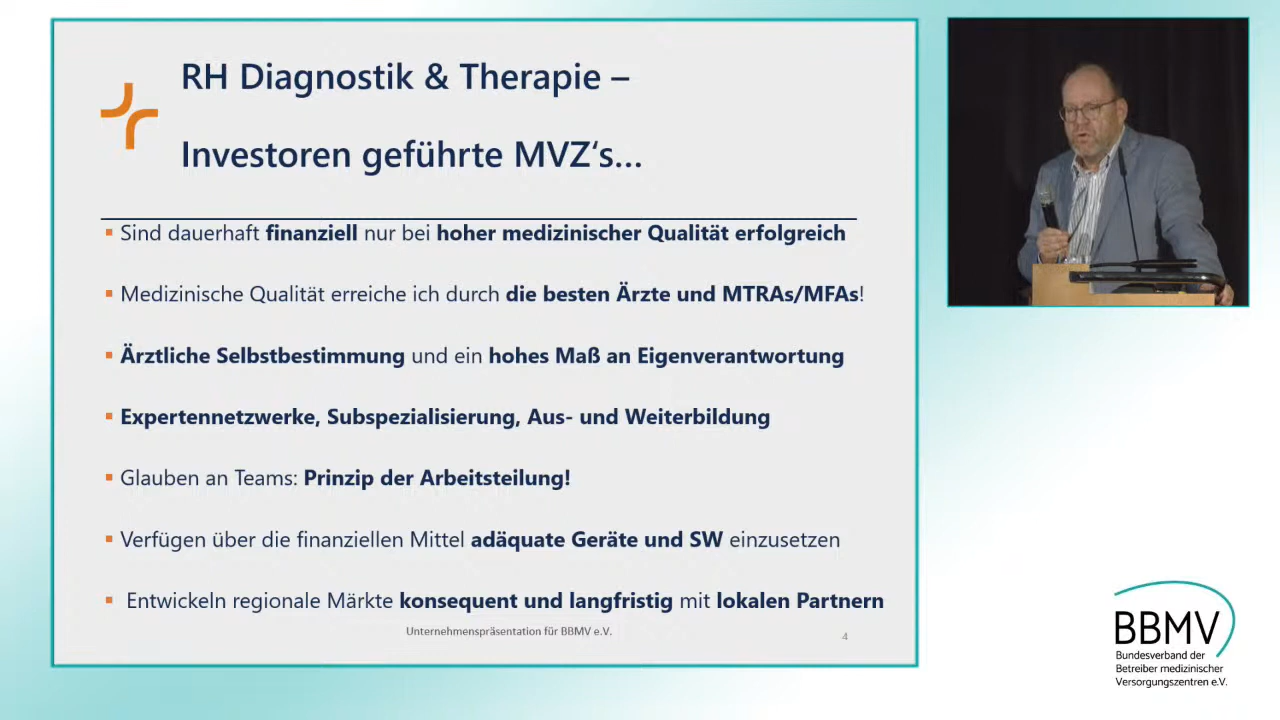 RH Diagnostik & Therapie –
Investoren geführte MVZ‘s…
Sind dauerhaft finanziell nur bei hoher medizinischer Qualität erfolgreich
Medizinische Qualität erreiche ich durch die besten Ärzte und MTRAs/MFAs!
Ärztliche Selbstbestimmung und ein hohes Maß an Eigenverantwortung
Expertennetzwerke, Subspezialisierung, Aus- und Weiterbildung
Glauben an Teams: Prinzip der Arbeitsteilung!
Verfügen über die finanziellen Mittel adäquate Geräte und SW einzusetzen
Entwickeln regionale Märkte konsequent und langfristig mit lokalen Partnern
Unternehmenspräsentation für BBMV e.V.
4
BBMV
Bundesverband der
Betreiber medizinischer
Versorgungszentren e.V.